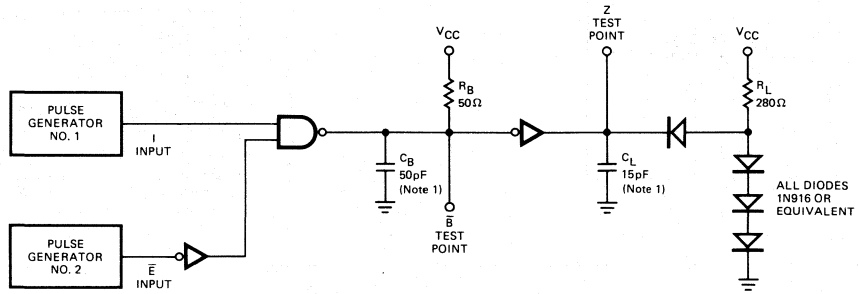 PULSE
GENERATOR
NO. 1
I
INPUT
PULSE
GENERATOR
NO. 2
E̅
INPUT
VCC
RB
50Ω
CB
50pF
(Note 1)
B̅
TEST
POINT
Z
TEST
POINT
CL
15pF
(Note 1)
VCC
RL
280Ω
ALL DIODES
1N916 OR
EQUIVALENT